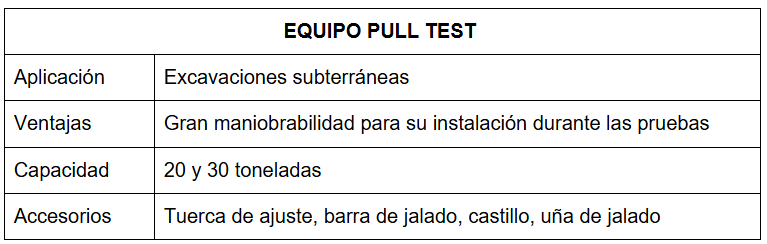 EQUIPO PULL TEST
Aplicación Excavaciones subterráneas
Ventajas Gran maniobrabilidad para su instalación durante las pruebas
Capacidad 20 y 30 toneladas
Accesorios Tuerca de ajuste, barra de jalado, castillo, uña de jalado